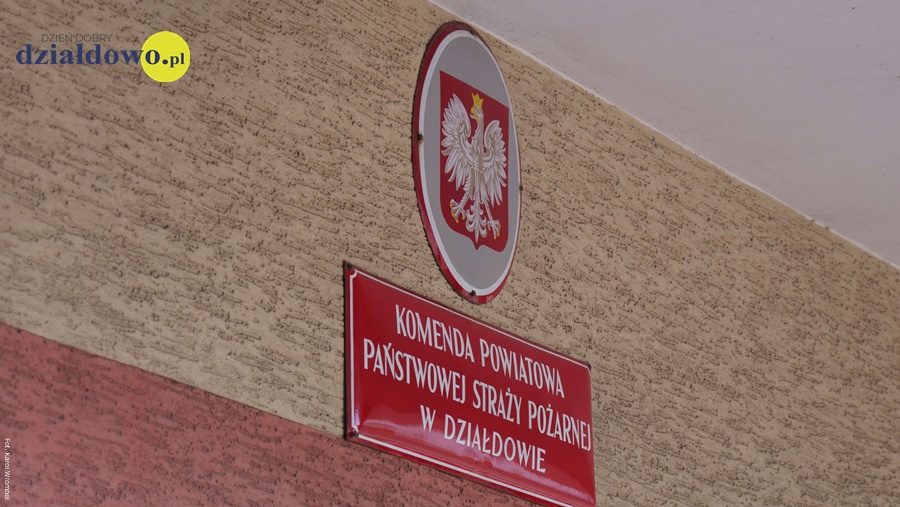 DZIEŃ DOBRY
działdowo.pl
KOMENDA POWIATOWA
PAŃSTWOWEJ STRAŻY POŻARNEJ
W DZIAŁDOWIE